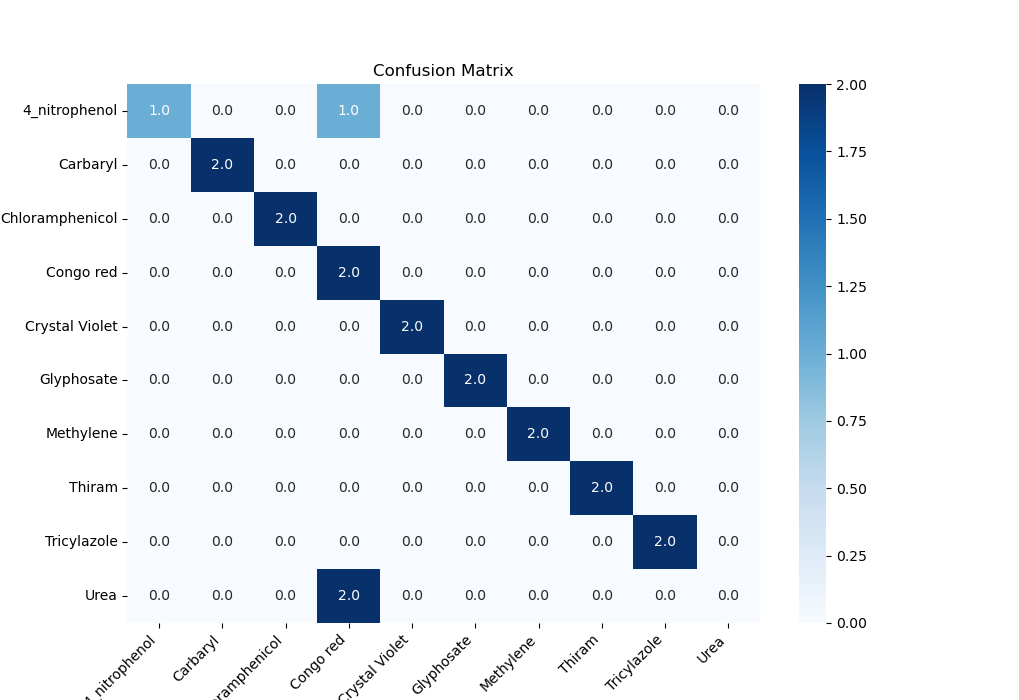 Confusion Matrix
4_nitrophenol 1.0 0.0 0.0 1.0 0.0 0.0 0.0 0.0 0.0 0.0
Carbaryl 0.0 2.0 0.0 0.0 0.0 0.0 0.0 0.0 0.0 0.0
Chloramphenicol 0.0 0.0 2.0 0.0 0.0 0.0 0.0 0.0 0.0 0.0
Congo red 0.0 0.0 0.0 2.0 0.0 0.0 0.0 0.0 0.0 0.0
Crystal Violet 0.0 0.0 0.0 0.0 2.0 0.0 0.0 0.0 0.0 0.0
Glyphosate 0.0 0.0 0.0 0.0 0.0 2.0 0.0 0.0 0.0 0.0
Methylene 0.0 0.0 0.0 0.0 0.0 0.0 2.0 0.0 0.0 0.0
Thiram 0.0 0.0 0.0 0.0 0.0 0.0 0.0 2.0 0.0 0.0
Tricylazole 0.0 0.0 0.0 0.0 0.0 0.0 0.0 0.0 2.0 0.0
Urea 0.0 0.0 0.0 2.0 0.0 0.0 0.0 0.0 0.0 0.0
4_nitrophenol
Carbaryl
ramphenicol
Congo red
Crystal Violet
Glyphosate
Methylene
Thiram
Tricylazole
Urea
2.00
1.75
1.50
1.25
1.00
0.75
0.50
0.25
0.00